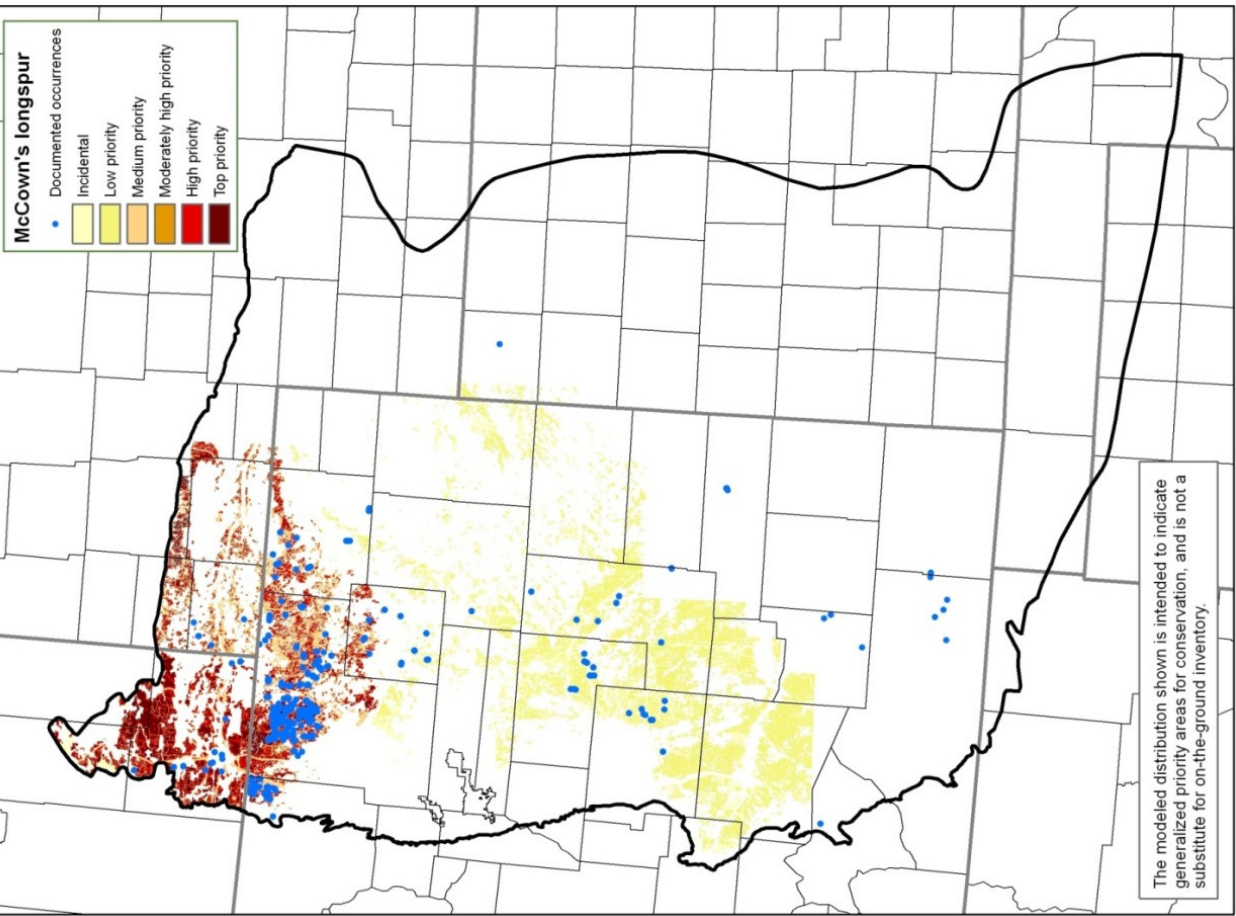 McCown's longspur
Documented occurrences
Incidental
Low priority
Medium priority
Moderately high priority
High priority
Top priority
The modeled distribution shown is intended to indicate
generalized priority areas for conservation, and is not a
substitute for on-the-ground inventory.